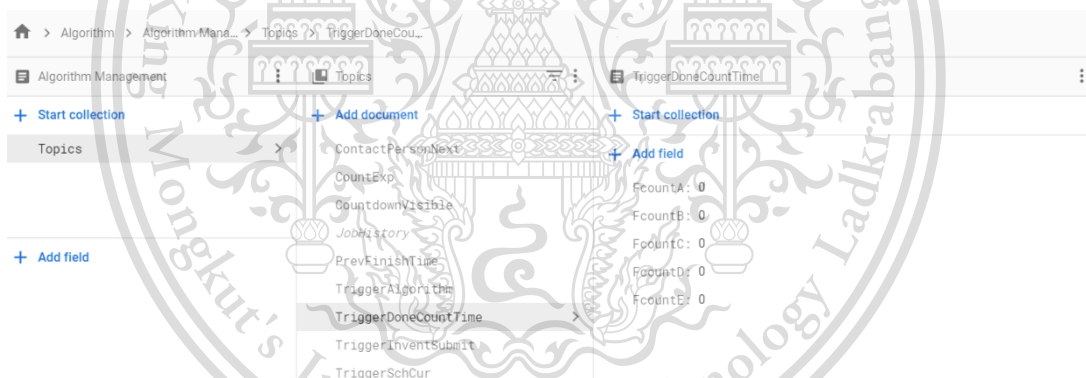 Algorithm > Algorithm Mana... > Topics > TriggerDoneCou...
Algorithm Management
+ Start collection
Topics
+ Add field
Topics
+ Add document
ContactPersonNext
CountExp
CountdownVisible
JobHistory
PrevFinishTime
TriggerAlgorithm
TriggerDoneCountTime
TriggerInventSubmit
TriggerSchCur
TriggerDoneCountTime
+ Start collection
+ Add field
FcountA: 0
FcountB: 0
FcountC: 0
FcountD: 0
FcountE: 0
Mongkut's
Ladkrabang